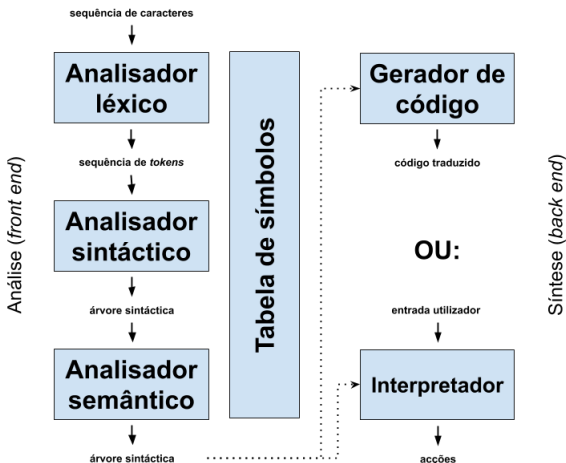 sequência de caracteres
Analisador
léxico
sequência de tokens
Analisador
sintáctico
árvore sintáctica
Analisador
semântico
árvore sintáctica
Análise (front end)
Tabela de símbolos
Gerador de
código
código traduzido
OU:
entrada utilizador
Interpretador
acções
Síntese (back end)